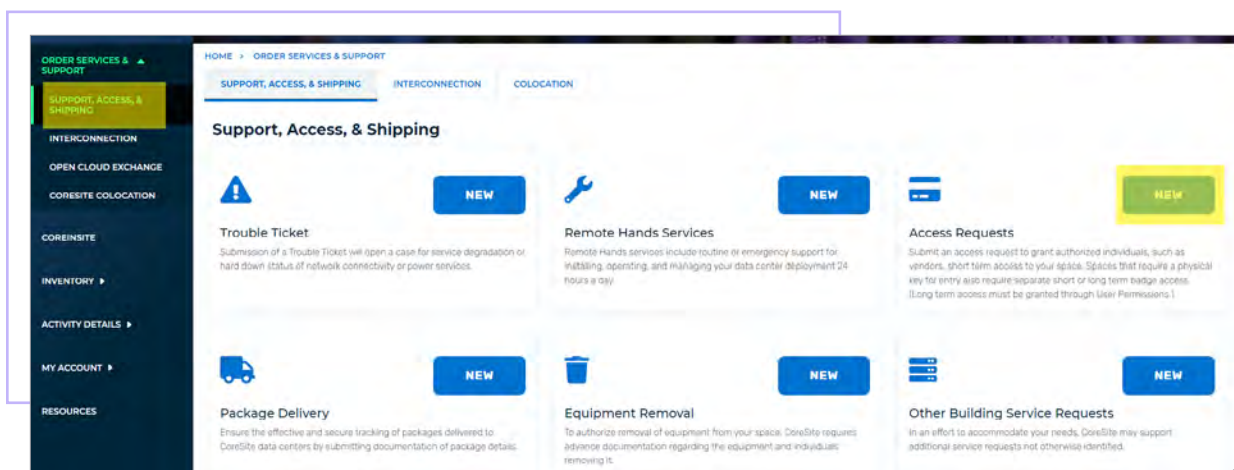 ORDER SERVICES &
SUPPORT
SUPPORT, ACCESS, &
SHIPPING
INTERCONNECTION
OPEN CLOUD EXCHANGE
CORESITE COLOCATION
COREINSITE
INVENTORY
ACTIVITY DETAILS
MY ACCOUNT
RESOURCES
HOME > ORDER SERVICES & SUPPORT
SUPPORT, ACCESS, & SHIPPING INTERCONNECTION COLOCATION
Support, Access, & Shipping
NEW
Trouble Ticket
Submission of a Trouble Ticket will open a case for service degradation or
hard down status of network connectivity or power services.
NEW
Remote Hands Services
Remote Hands services include routine or emergency support for
installing, operating, and managing your data center deployment 24
hours a day.
NEW
Access Requests
Submit an access request to grant authorized individuals, such as
vendors, short term access to your space. Spaces that require a physical
key for entry also require separate short or long term badge access.
(Long term access must be granted through User Permissions.)
NEW
Package Delivery
Ensure the effective and secure tracking of packages delivered to
CoreSite data centers by submitting documentation of package details.
NEW
Equipment Removal
To authorize removal of equipment from your space, CoreSite requires
advance documentation regarding the equipment and individuals
removing it.
NEW
Other Building Service Requests
In an effort to accommodate your needs, CoreSite may support
additional service requests not otherwise identified.